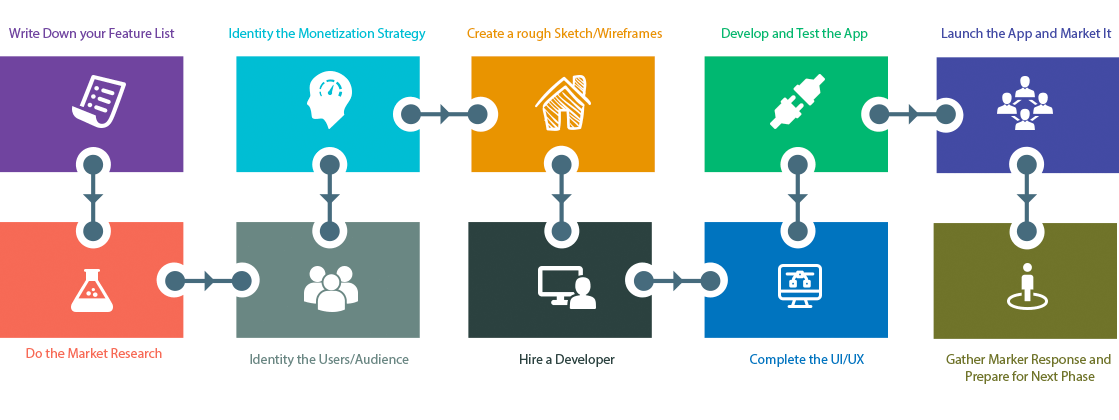 Write Down your Feature List
Identity the Monetization Strategy
Create a rough Sketch/Wireframes
Develop and Test the App
Launch the App and Market It
Do the Market Research
Identity the Users/Audience
Hire a Developer
Complete the UI/UX
Gather Marker Response and
Prepare for Next Phase